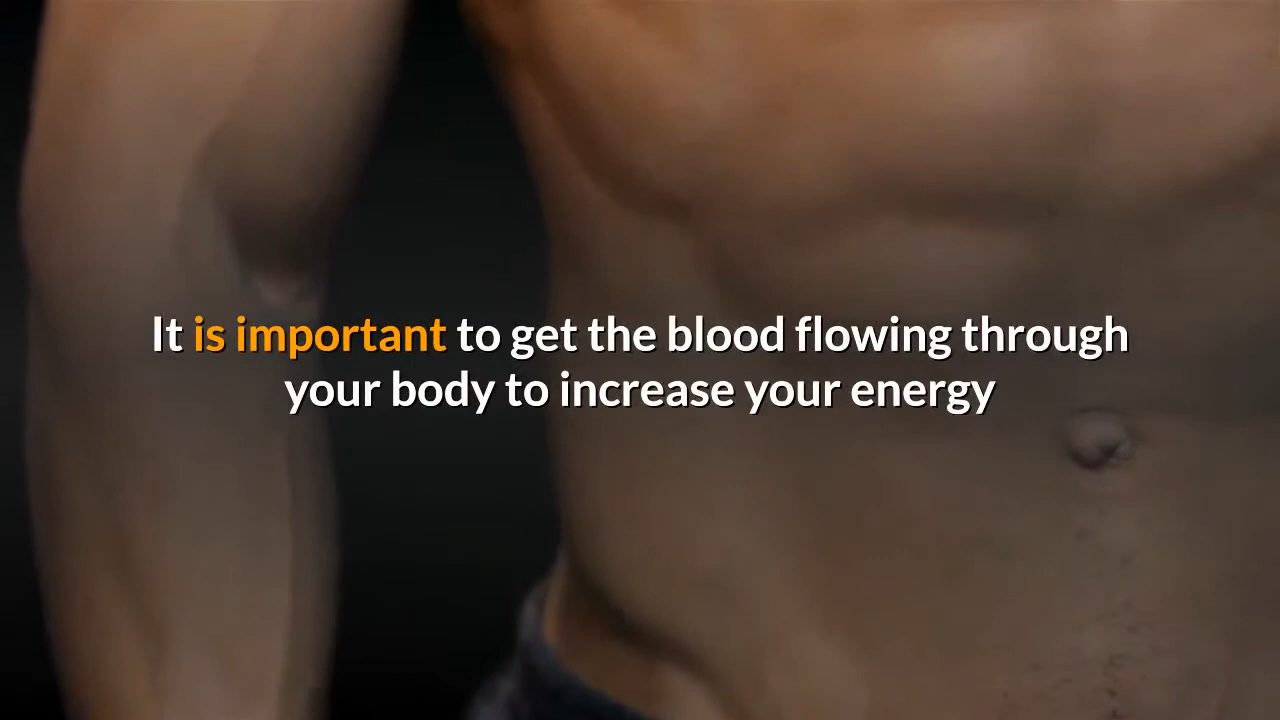 It is important to get the blood flowing through
your body to increase your energy